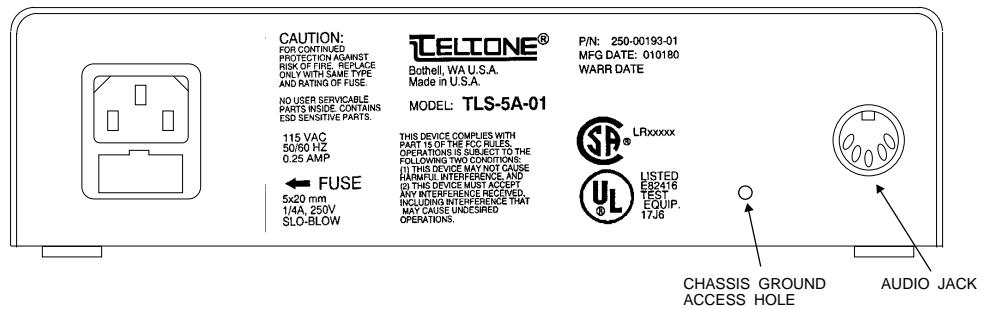 CAUTION:
FOR CONTINUED
PROTECTION AGAINST
RISK OF FIRE. REPLACE
ONLY WITH SAME TYPE
AND RATING OF FUSE.
NO USER SERVICABLE
PARTS INSIDE. CONTAINS
ESD SENSITIVE PARTS.
115 VAC
50/60 HZ
0.25 AMP
FUSE
5x20 mm
1/4A, 250V
SLO-BLOW
TELTONE®
Bothell, WA U.S.A.
Made in U.S.A.
MODEL: TLS-5A-01
THIS DEVICE COMPLIES WITH
PART 15 OF THE FCC RULES.
OPERATIONS IS SUBJECT TO THE
FOLLOWING TWO CONDITIONS:
(1) THIS DEVICE MAY NOT CAUSE
HARMFUL INTERFERENCE, AND
(2) THIS DEVICE MUST ACCEPT
ANY INTERFERENCE RECEIVED,
INCLUDING INTERFERENCE THAT
MAY CAUSE UNDESIRED
OPERATIONS.
P/N: 250-00193-01
MFG DATE: 010180
WARR DATE
SA ® LRxxxxx
UL ®
LISTED
E82416
TEST
EQUIP.
17J6
CHASSIS GROUND
ACCESS HOLE
AUDIO JACK